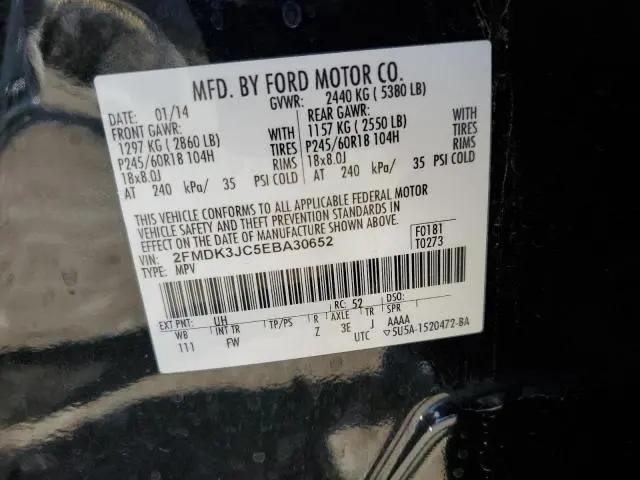 MFD. BY FORD MOTOR CO.
DATE: 01/14 GVWR: 2440 KG ( 5380 LB)
FRONT GAWR: REAR GAWR:
1297 KG ( 2860 LB) WITH 1157 KG ( 2550 LB) WITH
P245/60R18 104H TIRES P245/60R18 104H TIRES
18x8.0J RIMS 18x8.0J RIMS
AT 240 kPa/ 35 PSI COLD AT 240 kPa/ 35 PSI COLD
THIS VEHICLE CONFORMS TO ALL APPLICABLE FEDERAL MOTOR
VEHICLE SAFETY AND THEFT PREVENTION STANDARDS IN
EFFECT ON THE DATE OF MANUFACTURE SHOWN ABOVE.
VIN: 2FMDK3JC5EBA30652 F0181
TYPE: MPV T0273
EXT PNT: UH RC: 52 DSO:
WB INT TR TP/PS R AXLE TR SPR
111 FW Z 3E J AAAA
UTC ▽5U5A-1520472-BA